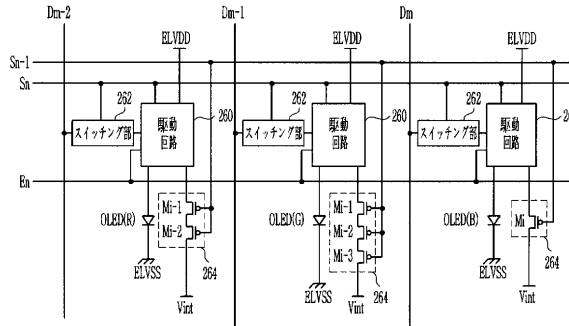 Dm-2 Dm-1 Dm
ELVDD ELVDD ELVDD
Sn-1
Sn
262 262 262
260 260
スイッチング部 駆動回路 スイッチング部 駆動回路 スイッチング部 駆動回路
En
Mi-1 Mi-1
OLED(R) OLED(G) OLED(B) Mi
Mi-2 Mi-2
Mi-3
264 264 264
ELVSS ELVSS ELVSS
Vint Vint Vint